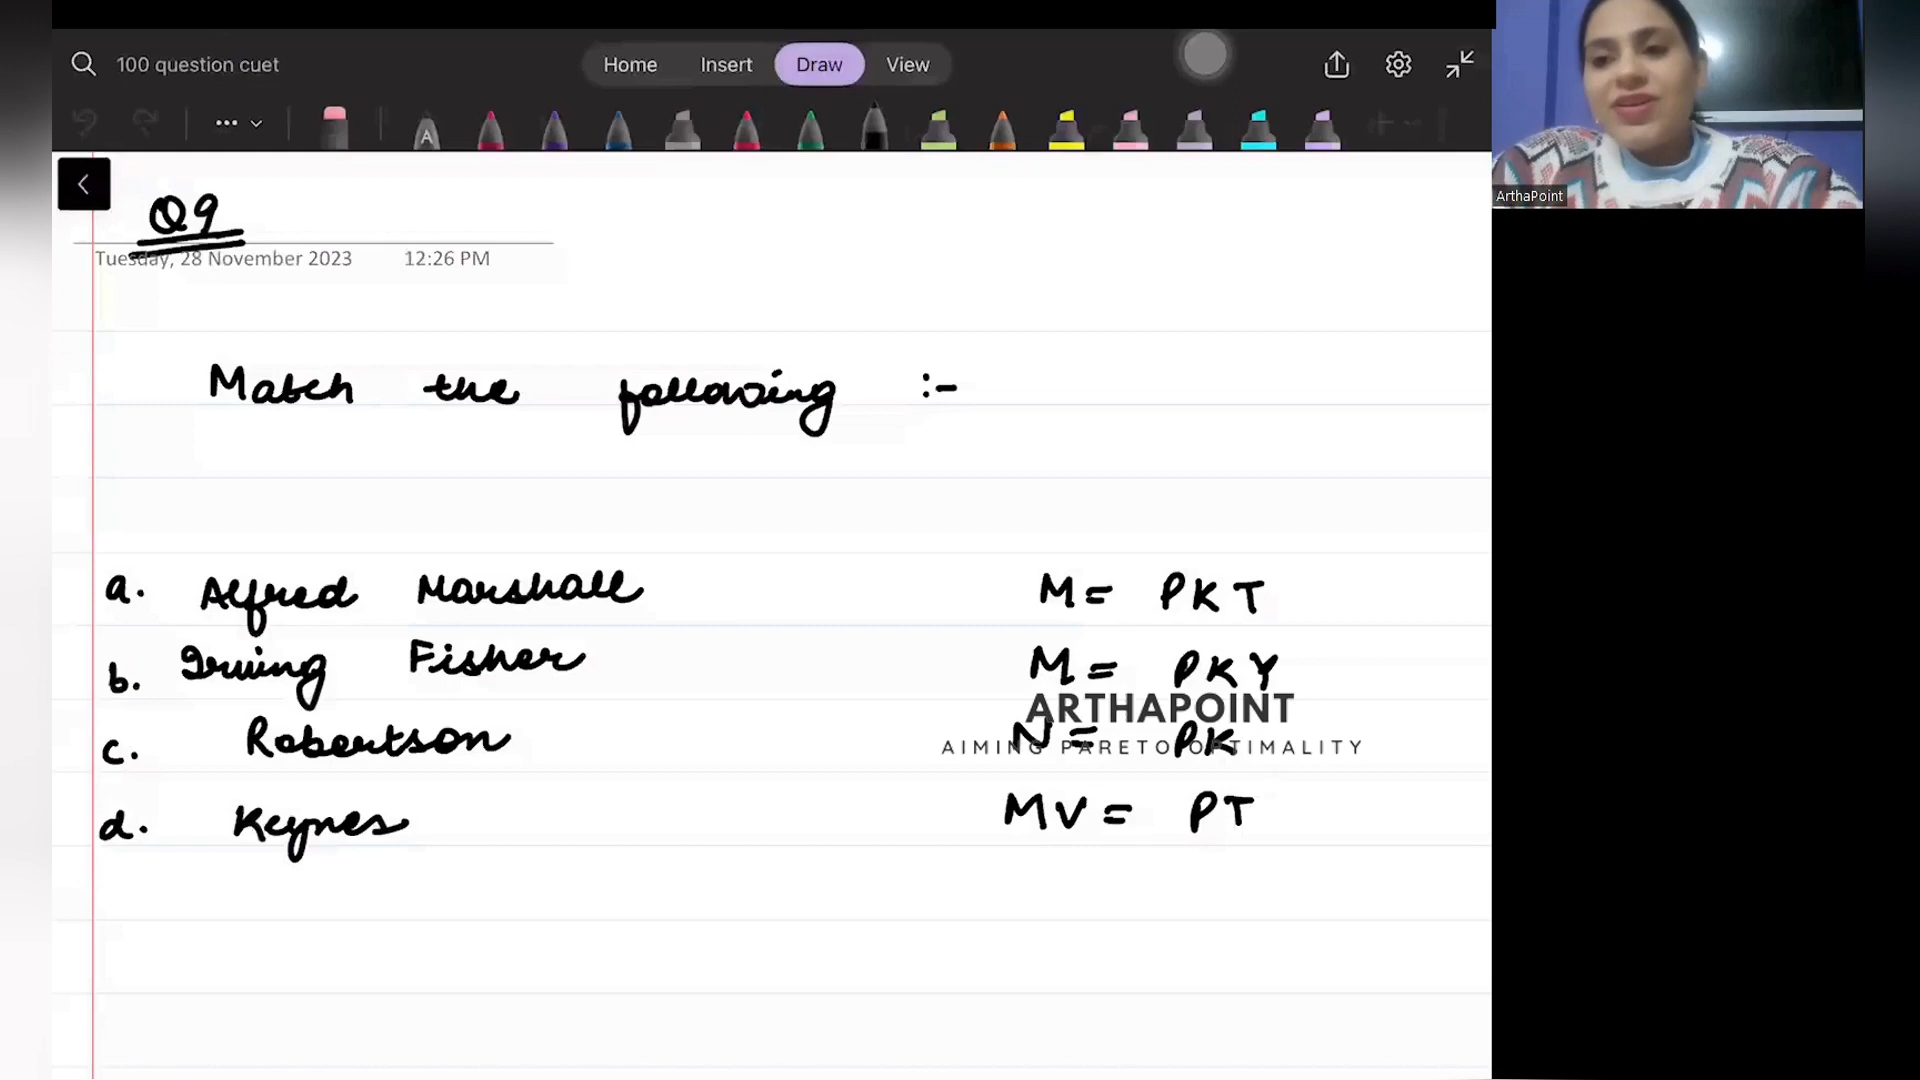 100 question cuet
Home Insert Draw View
A
ArthaPoint
Q9
Tuesday, 28 November 2023 12:26 PM
Match the following :-
a. Alfred Marshall M = PKT
b. Irving Fisher M = PKY
ARTHAPOINT
c. Robertson N = PK
AIMING PARETO OPTIMALITY
d. Keynes MV = PT